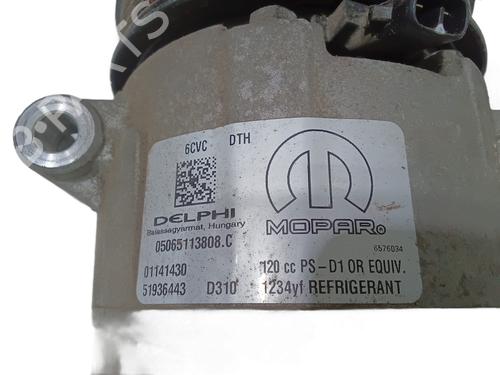 6CVC DTH
DELPHI
Balassagyarmat, Hungary
MOPAR®
05065113808.C
6576034
01141430
120 cc PS-D1 OR EQUIV.
51936443 D310
1234yf REFRIGERANT